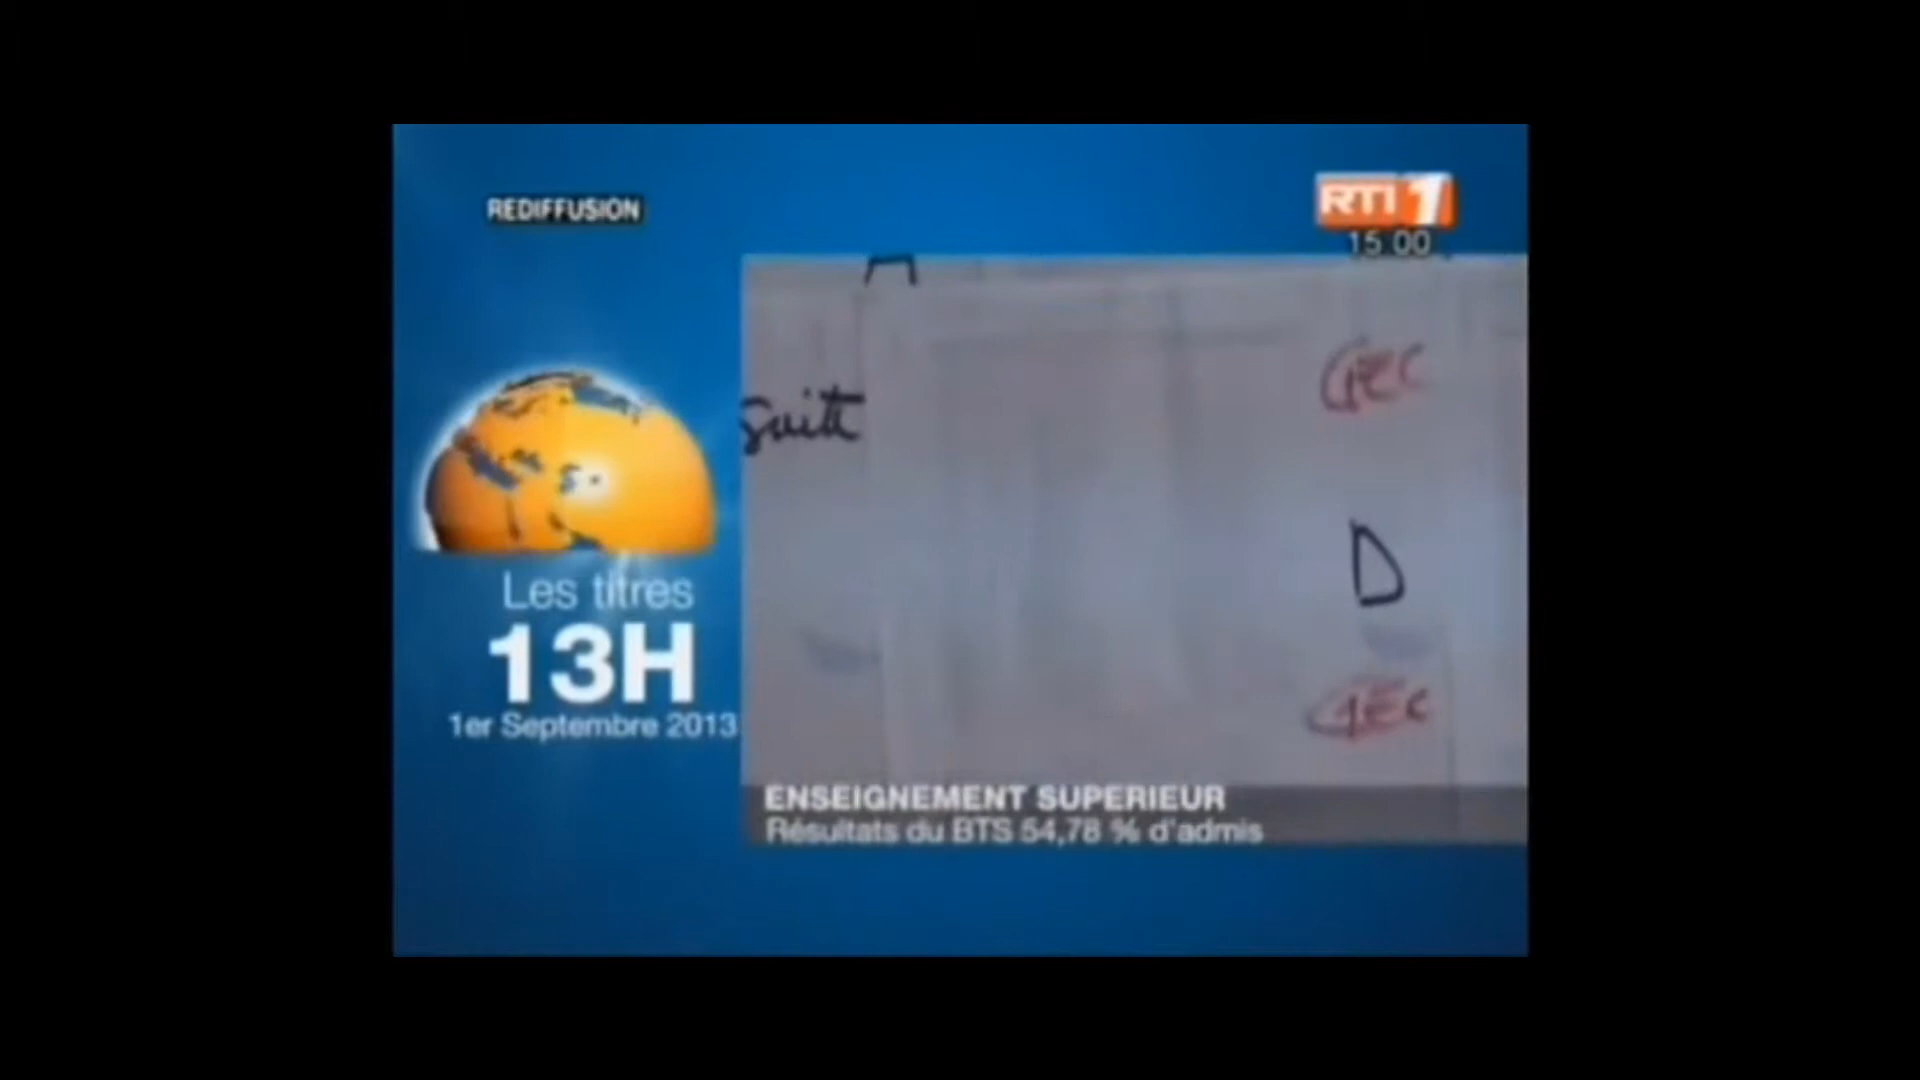 REDIFFUSION
RTI 1
15:00
Suite
D
Les titres
13H
1er Septembre 2013
ENSEIGNEMENT SUPERIEUR
Résultats du BTS 54,78 % d'admis